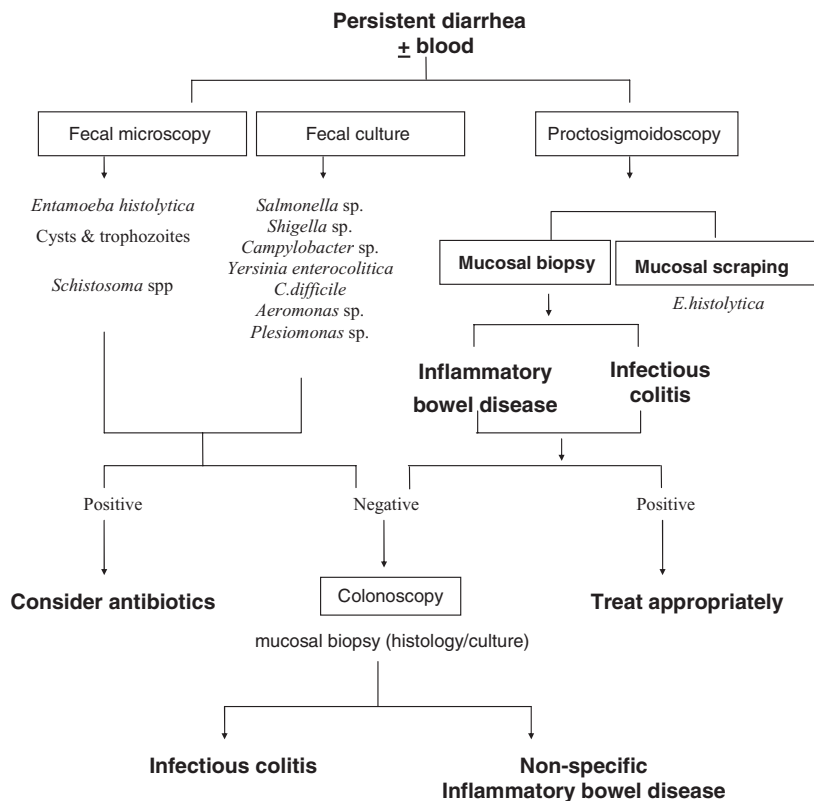 Persistent diarrhea
± blood
Fecal microscopy
Fecal culture
Proctosigmoidoscopy
Entamoeba histolytica
Cysts & trophozoites
Schistosoma spp
Salmonella sp.
Shigella sp.
Campylobacter sp.
Yersinia enterocolitica
C.difficile
Aeromonas sp.
Plesiomonas sp.
Mucosal biopsy
Mucosal scraping
E.histolytica
Inflammatory
bowel disease
Infectious
colitis
Positive
Negative
Positive
Consider antibiotics
Colonoscopy
Treat appropriately
mucosal biopsy (histology/culture)
Infectious colitis
Non-specific
Inflammatory bowel disease